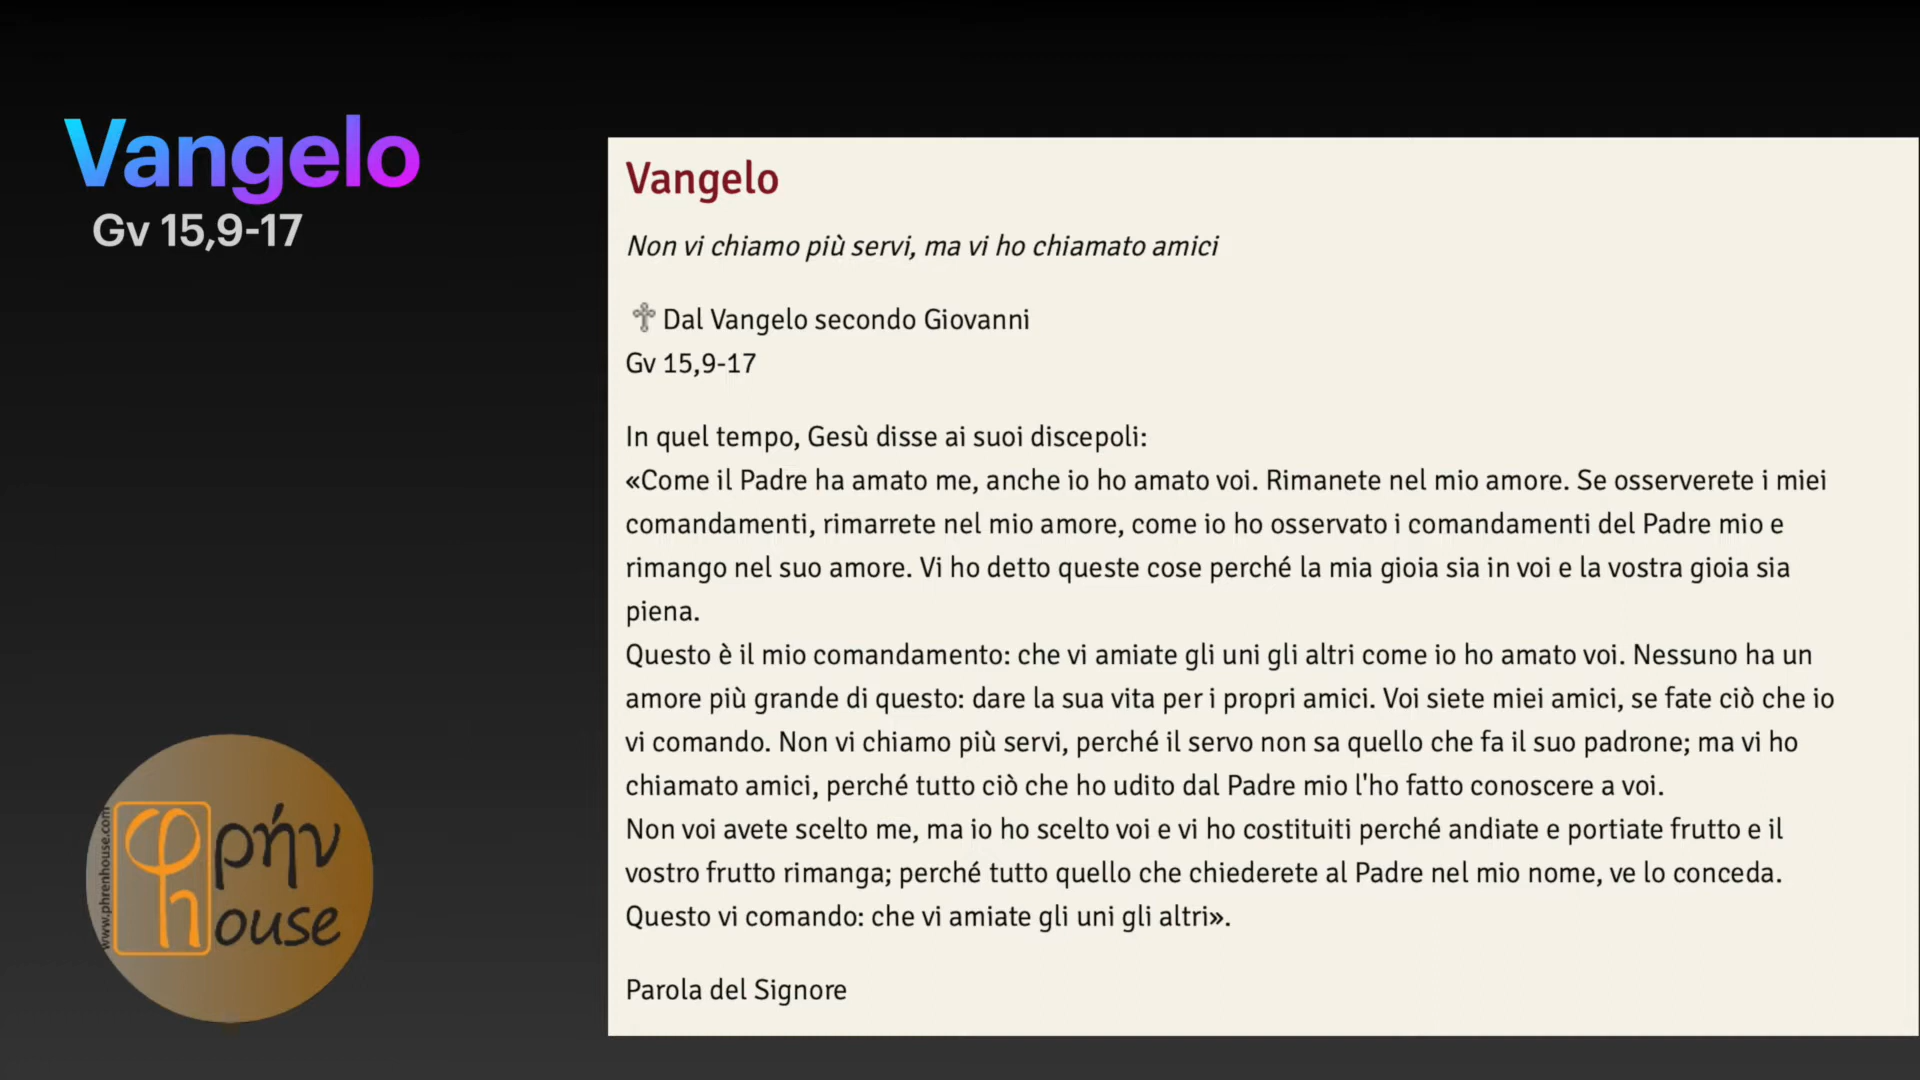 Vangelo
Gv 15,9-17
Vangelo
Non vi chiamo più servi, ma vi ho chiamato amici
Dal Vangelo secondo Giovanni
Gv 15,9-17
In quel tempo, Gesù disse ai suoi discepoli:
«Come il Padre ha amato me, anche io ho amato voi. Rimanete nel mio amore. Se osserverete i miei
comandamenti, rimarrete nel mio amore, come io ho osservato i comandamenti del Padre mio e
rimango nel suo amore. Vi ho detto queste cose perché la mia gioia sia in voi e la vostra gioia sia
piena.
Questo è il mio comandamento: che vi amiate gli uni gli altri come io ho amato voi. Nessuno ha un
amore più grande di questo: dare la sua vita per i propri amici. Voi siete miei amici, se fate ciò che io
vi comando. Non vi chiamo più servi, perché il servo non sa quello che fa il suo padrone; ma vi ho
chiamato amici, perché tutto ciò che ho udito dal Padre mio l'ho fatto conoscere a voi.
Non voi avete scelto me, ma io ho scelto voi e vi ho costituiti perché andiate e portiate frutto e il
vostro frutto rimanga; perché tutto quello che chiederete al Padre nel mio nome, ve lo conceda.
Questo vi comando: che vi amiate gli uni gli altri».
Parola del Signore
www.phrenhouse.com
φρήν
house